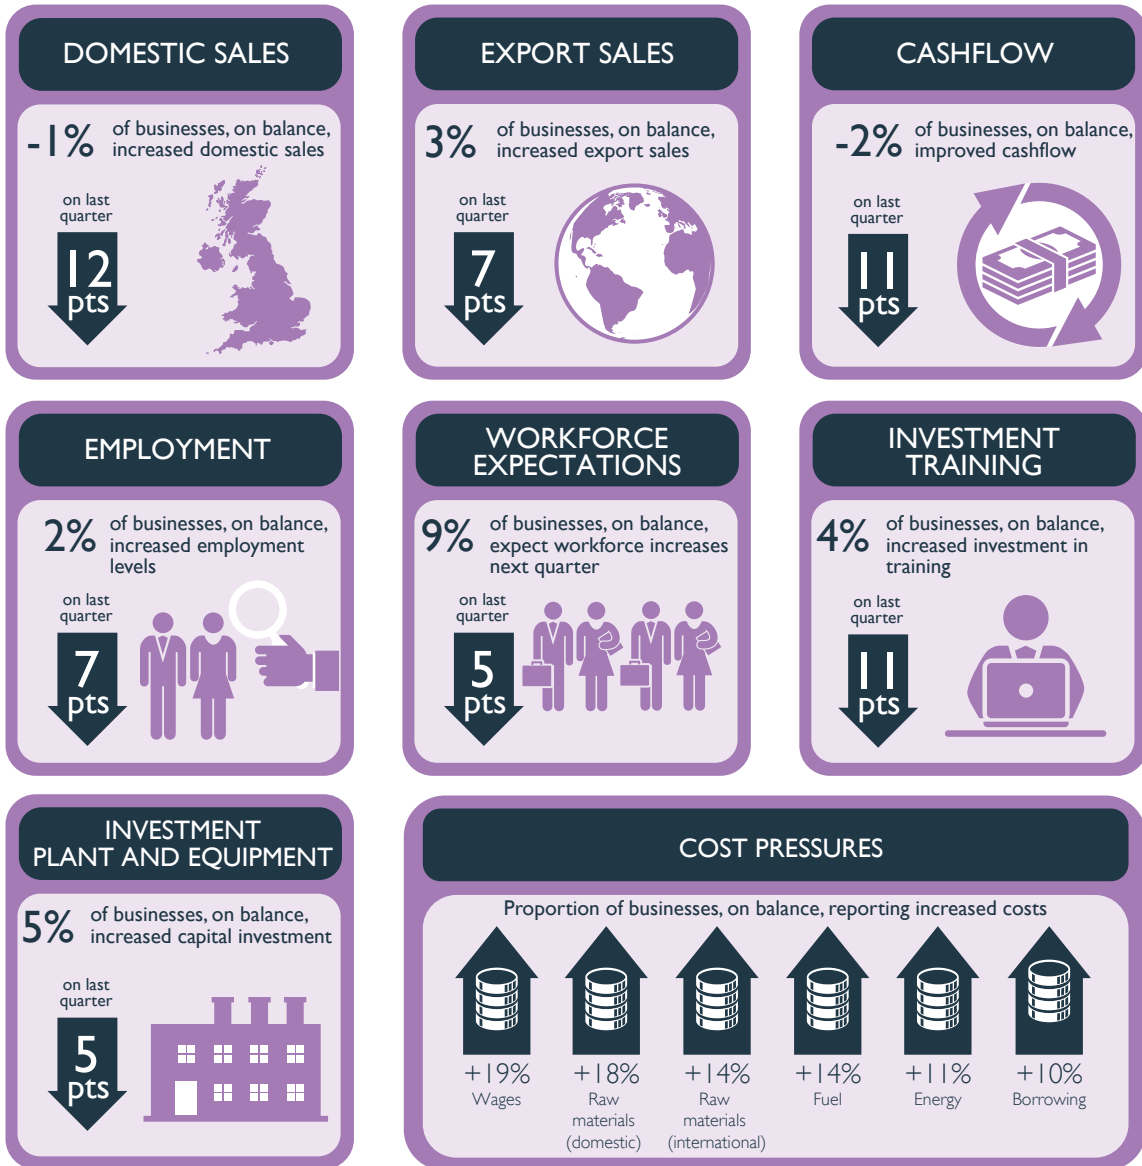 DOMESTIC SALES
-1%
of businesses, on balance,
increased domestic sales
on last
quarter
12
pts
EXPORT SALES
3%
of businesses, on balance,
increased export sales
on last
quarter
7
pts
CASHFLOW
-2%
of businesses, on balance,
improved cashflow
on last
quarter
11
pts
EMPLOYMENT
2%
of businesses, on balance,
increased employment
levels
on last
quarter
7
pts
WORKFORCE
EXPECTATIONS
9%
of businesses, on balance,
expect workforce increases
next quarter
on last
quarter
5
pts
INVESTMENT
TRAINING
4%
of businesses, on balance,
increased investment in
training
on last
quarter
11
pts
INVESTMENT
PLANT AND EQUIPMENT
5%
of businesses, on balance,
increased capital investment
on last
quarter
5
pts
COST PRESSURES
Proportion of businesses, on balance, reporting increased costs
+19%
Wages
+18%
Raw
materials
(domestic)
+14%
Raw
materials
(international)
+14%
Fuel
+11%
Energy
+10%
Borrowing